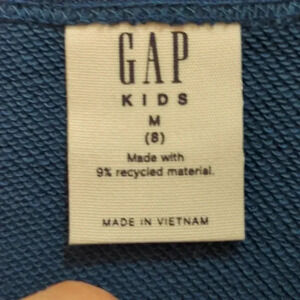 GAP
KIDS
M
(8)
Made with
9% recycled material.
MADE IN VIETNAM